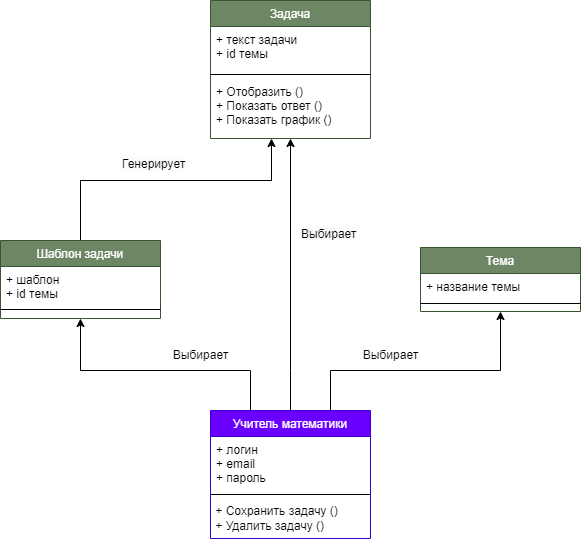 Задача
+ текст задачи
+ id темы
+ Отобразить ()
+ Показать ответ ()
+ Показать график ()
Генерирует
Выбирает
Шаблон задачи
+ шаблон
+ id темы
Тема
+ название темы
Выбирает
Выбирает
Учитель математики
+ логин
+ email
+ пароль
+ Сохранить задачу ()
+ Удалить задачу ()